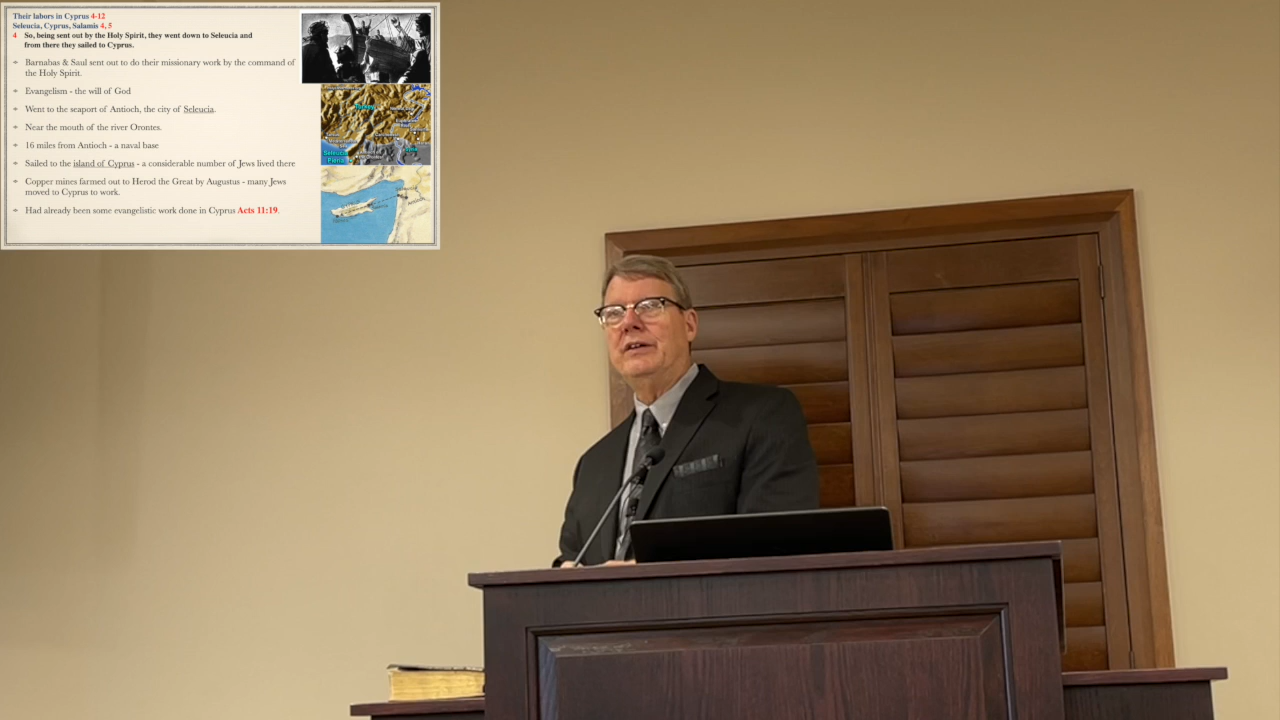 Their labors in Cyprus 4-12
Seleucia, Cyprus, Salamis 4, 5
4 So, being sent out by the Holy Spirit, they went down to Seleucia and
from there they sailed to Cyprus.
Barnabas & Saul sent out to do their missionary work by the command of
the Holy Spirit.
Evangelism - the will of God
Went to the seaport of Antioch, the city of Seleucia.
Near the mouth of the river Orontes.
16 miles from Antioch - a naval base
Sailed to the island of Cyprus - a considerable number of Jews lived there
Copper mines farmed out to Herod the Great by Augustus - many Jews
moved to Cyprus to work.
Had already been some evangelistic work done in Cyprus Acts 11:19.
Turkey
Seleucia
Pieria
Syria
Antioch